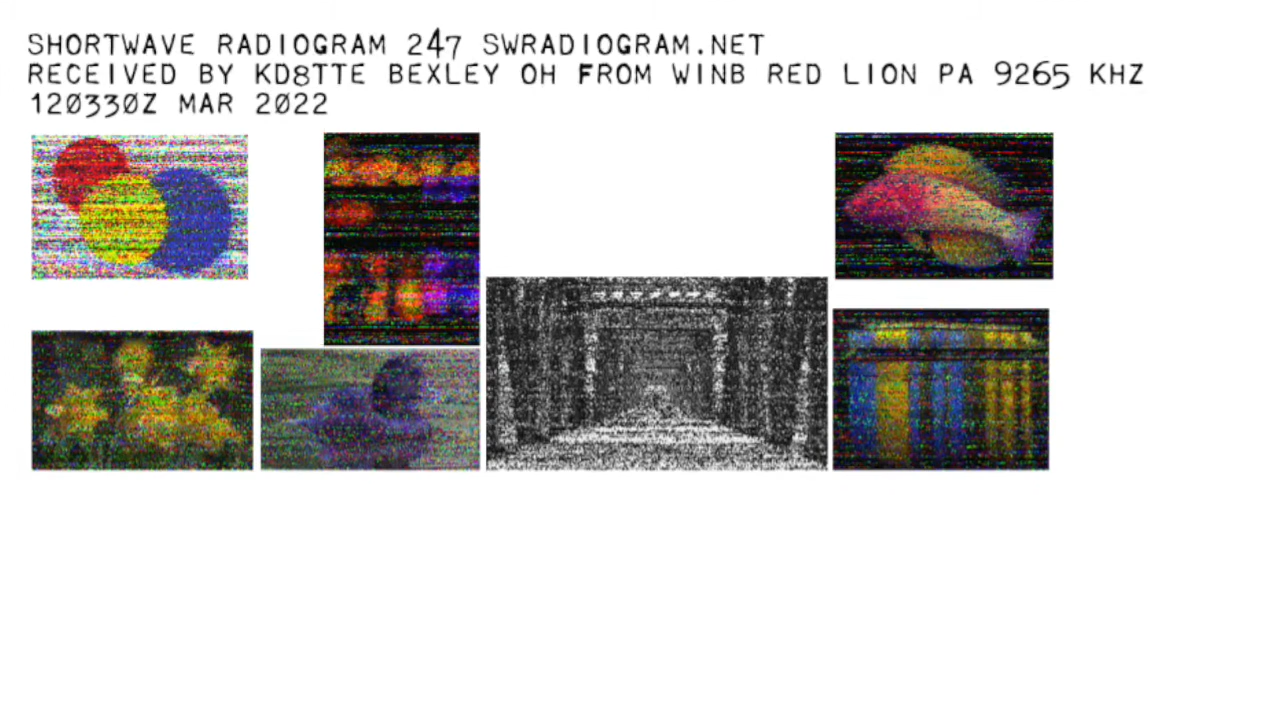 SHORTWAVE RADIOGRAM 247 SWRADIOGRAM.NET
RECEIVED BY KD8TTE BEXLEY OH FROM WINB RED LION PA 9265 KHZ
120330Z MAR 2022